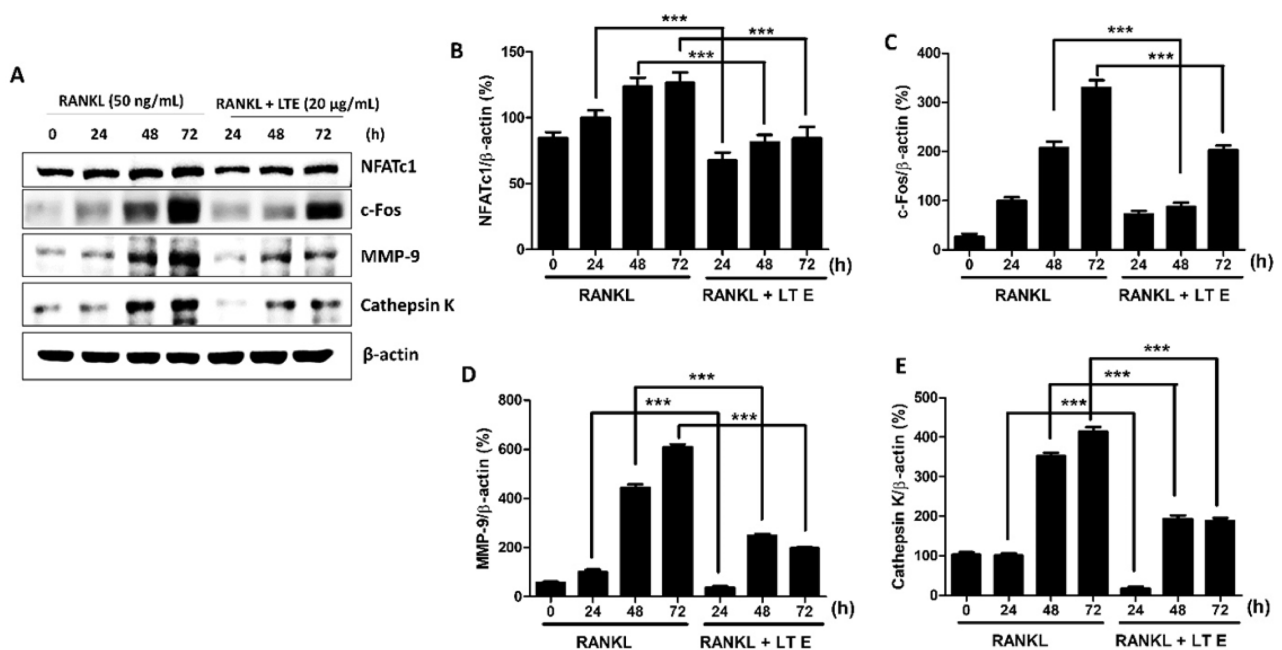 A
RANKL (50 ng/mL) RANKL + LTE (20 µg/mL)
0 24 48 72 24 48 72 (h)
NFATc1
c-Fos
MMP-9
Cathepsin K
β-actin
B
*** ***
***
NFATc1/β-actin (%)
150
100
50
0
0 24 48 72 24 48 72 (h)
RANKL RANKL + LT E
C
***
***
c-Fos/β-actin (%)
400
300
200
100
0
0 24 48 72 24 48 72 (h)
RANKL RANKL + LT E
D
***
*** ***
MMP-9/β-actin (%)
800
600
400
200
0
0 24 48 72 24 48 72 (h)
RANKL RANKL + LT E
E
***
***
***
Cathepsin K/β-actin (%)
500
400
300
200
100
0
0 24 48 72 24 48 72 (h)
RANKL RANKL + LT E